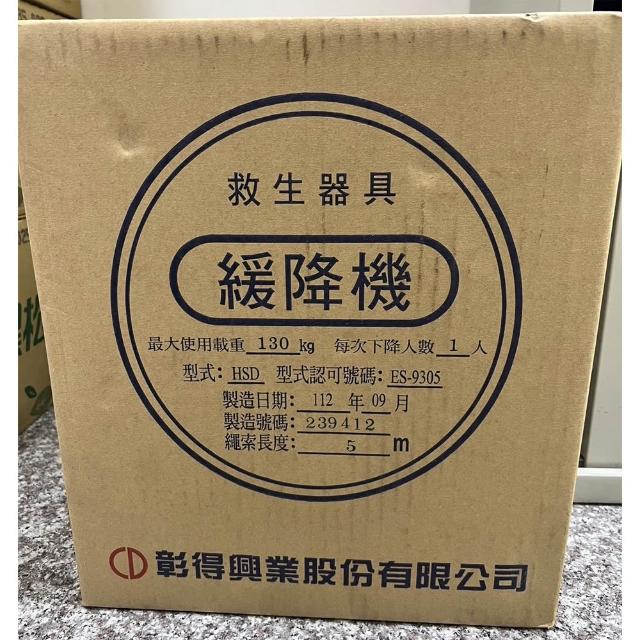 救生器具
緩降機
最大使用載重 130 kg 每次下降人數 1 人
型式: HSD 型式認可號碼: ES-9305
製造日期: 112 年 09 月
製造號碼: 239412
繩索長度: 5 m
CD 彰得興業股份有限公司